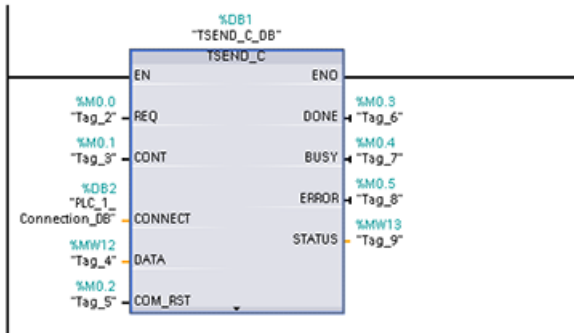 %DB1
"TSEND_C_DB"
TSEND_C
EN ENO
%M0.0
"Tag_2" REQ
%M0.1
"Tag_3" CONT
%DB2
"PLC_1_
Connection_DB" CONNECT
%MW12
"Tag_4" DATA
%M0.2
"Tag_5" COM_RST
%M0.3
DONE "Tag_6"
%M0.4
BUSY "Tag_7"
%M0.5
ERROR "Tag_8"
%MW13
STATUS "Tag_9"